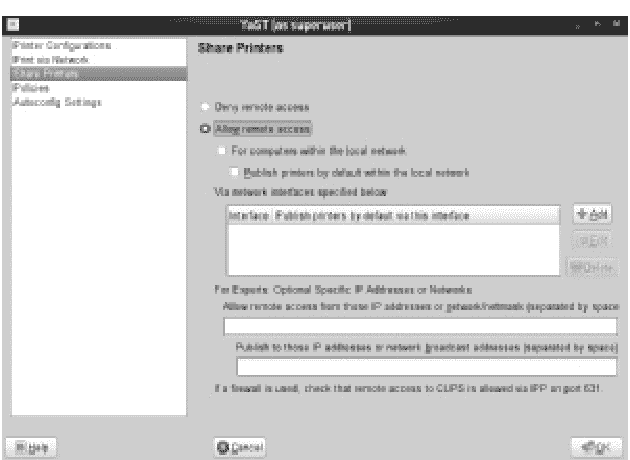 YAST [as superuser]
Printer Configurations
Print via Network
Share Printers
Policies
Autoconfig Settings
Share Printers
Deny remote access
Allow remote access
For computers within the local network
Publish printers by default within the local network
Via network interfaces specified below
Interface Publish printers by default via this interface
Add
Edit
Delete
For Experts: Optional Specific IP Addresses or Networks
Allow remote access from those IP addresses or network/netmask (separated by space
Publish to those IP addresses or network broadcast addresses (separated by space)
If a firewall is used, check that remote access to CUPS is allowed via IPP on port 631.
Help
Cancel
OK